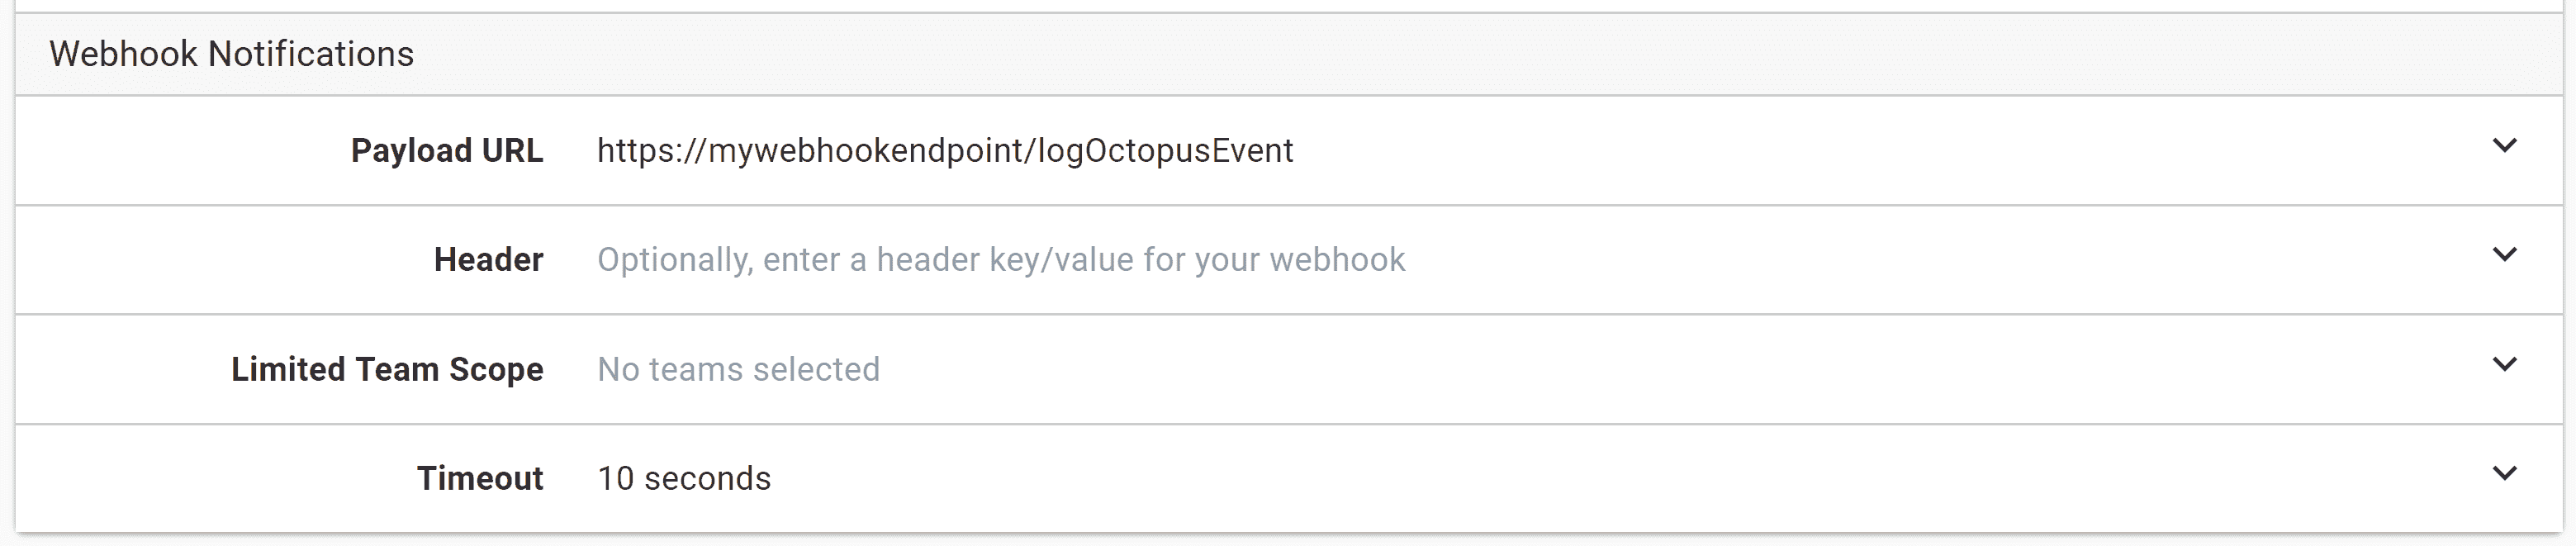 Webhook Notifications
Payload URL https://mywebhookendpoint/logOctopusEvent
Header Optionally, enter a header key/value for your webhook
Limited Team Scope No teams selected
Timeout 10 seconds